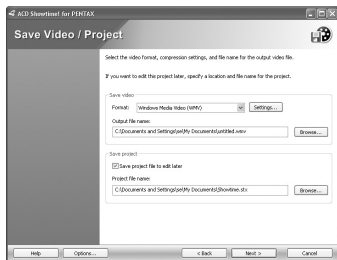 ACD Showtime! for PENTAX
Save Video / Project
Select the video format, compression settings, and file name for the output video file.
If you want to edit this project later, specify a location and file name for the project.
Save video
Format: Windows Media Video (WMV) Settings...
Output file name:
C:\Documents and Settings\sei\My Documents\untitled.wmv Browse...
Save project
Save project file to edit later
Project file name:
C:\Documents and Settings\sei\My Documents\Showtime.stx Browse...
Help Options... < Back Next > Cancel